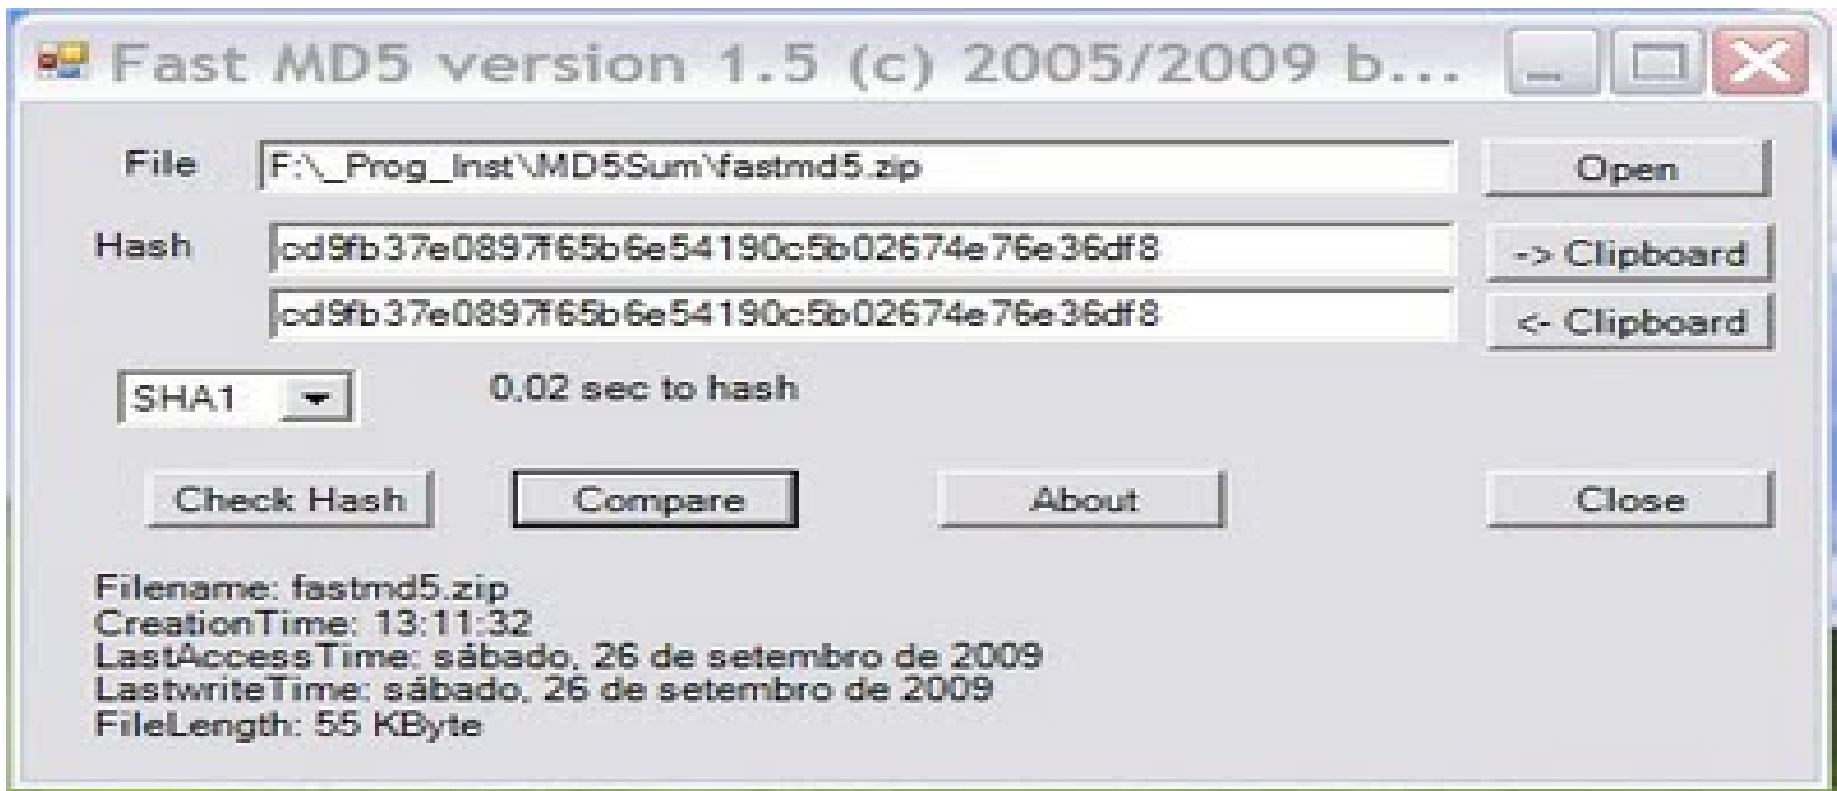 Fast MD5 version 1.5 (c) 2005/2009 b...
File F:\_Prog_Inst\MD5Sum\fastmd5.zip Open
Hash cd9fb37e0897f65b6e54190c5b02674e76e36df8 -> Clipboard
cd9fb37e0897f65b6e54190c5b02674e76e36df8 <- Clipboard
SHA1 0,02 sec to hash
Check Hash Compare About Close
Filename: fastmd5.zip
CreationTime: 13:11:32
LastAccessTime: sábado, 26 de setembro de 2009
LastwriteTime: sábado, 26 de setembro de 2009
FileLength: 55 KByte